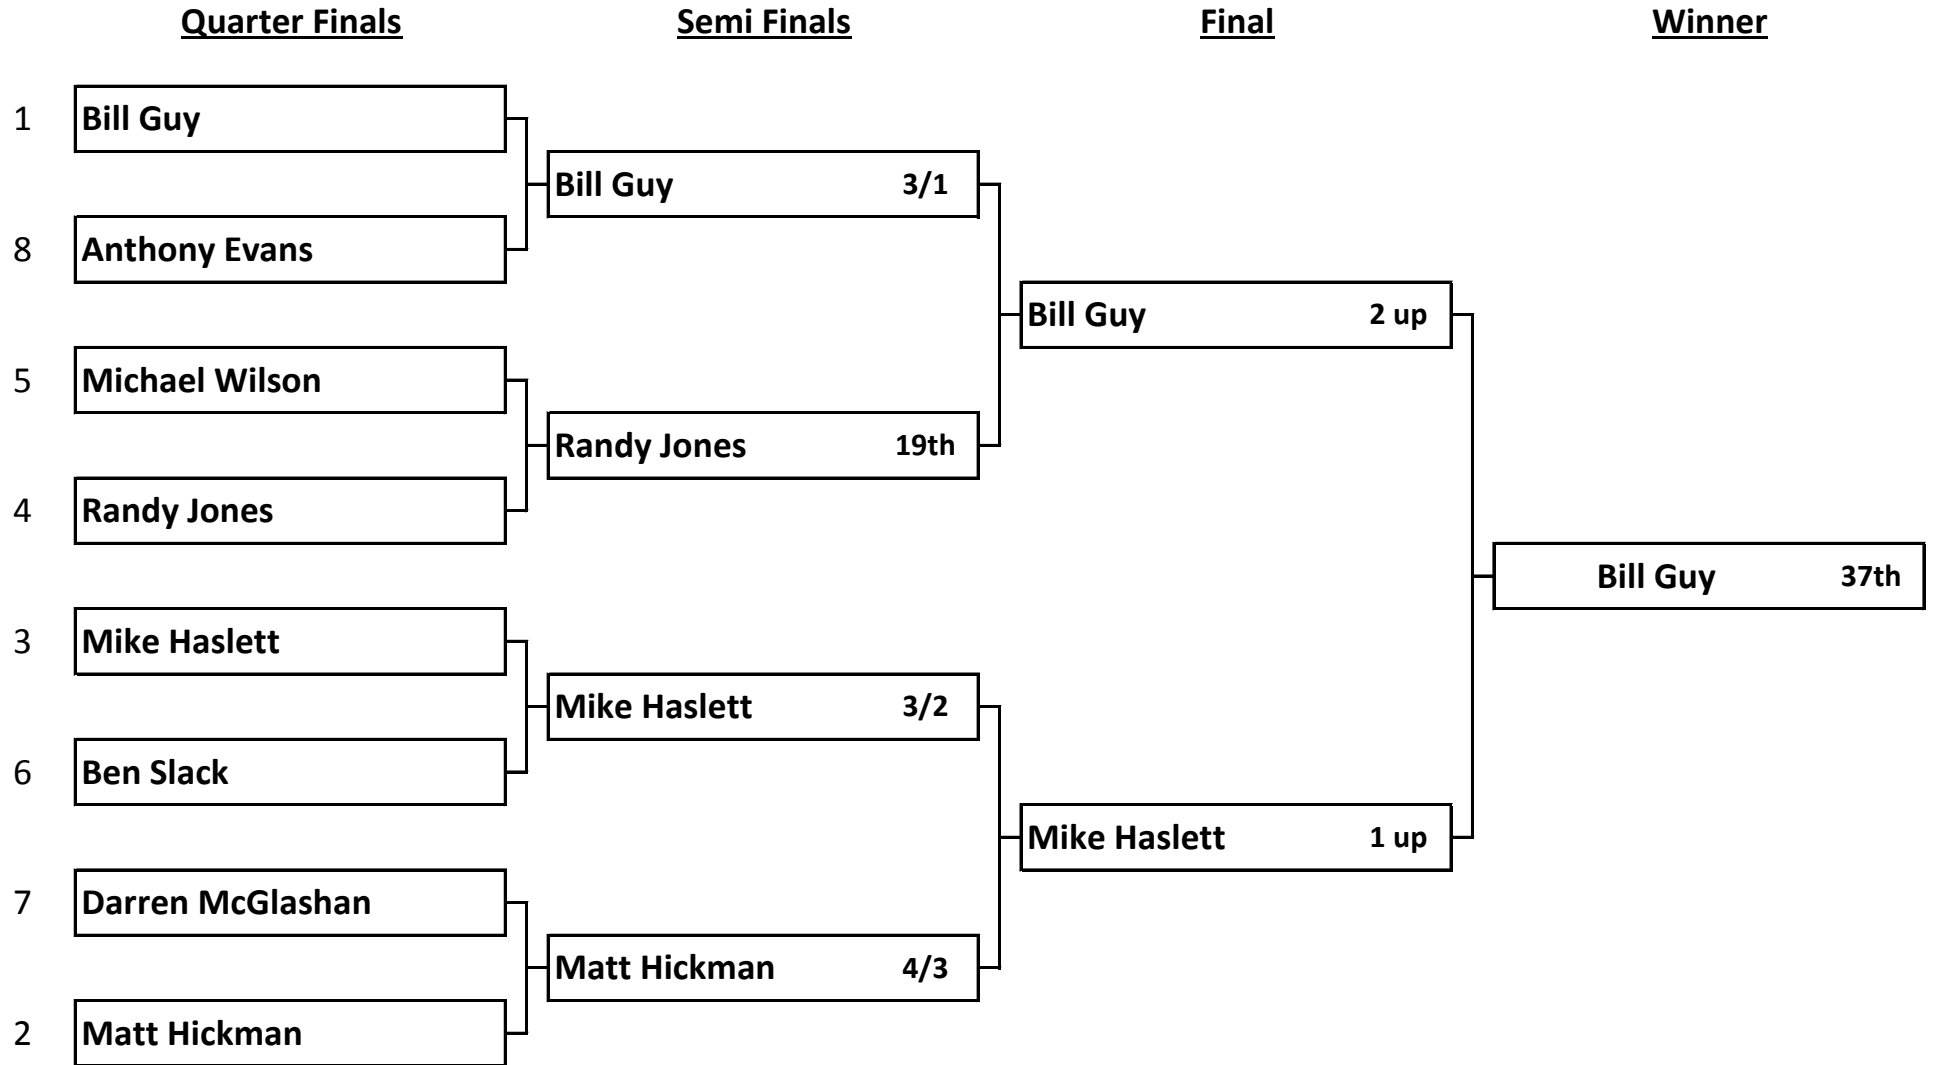 Quarter Finals Semi Finals Final Winner
1 Bill Guy
Bill Guy 3/1
8 Anthony Evans
Bill Guy 2 up
5 Michael Wilson
Randy Jones 19th
4 Randy Jones
Bill Guy 37th
3 Mike Haslett
Mike Haslett 3/2
6 Ben Slack
Mike Haslett 1 up
7 Darren McGlashan
Matt Hickman 4/3
2 Matt Hickman